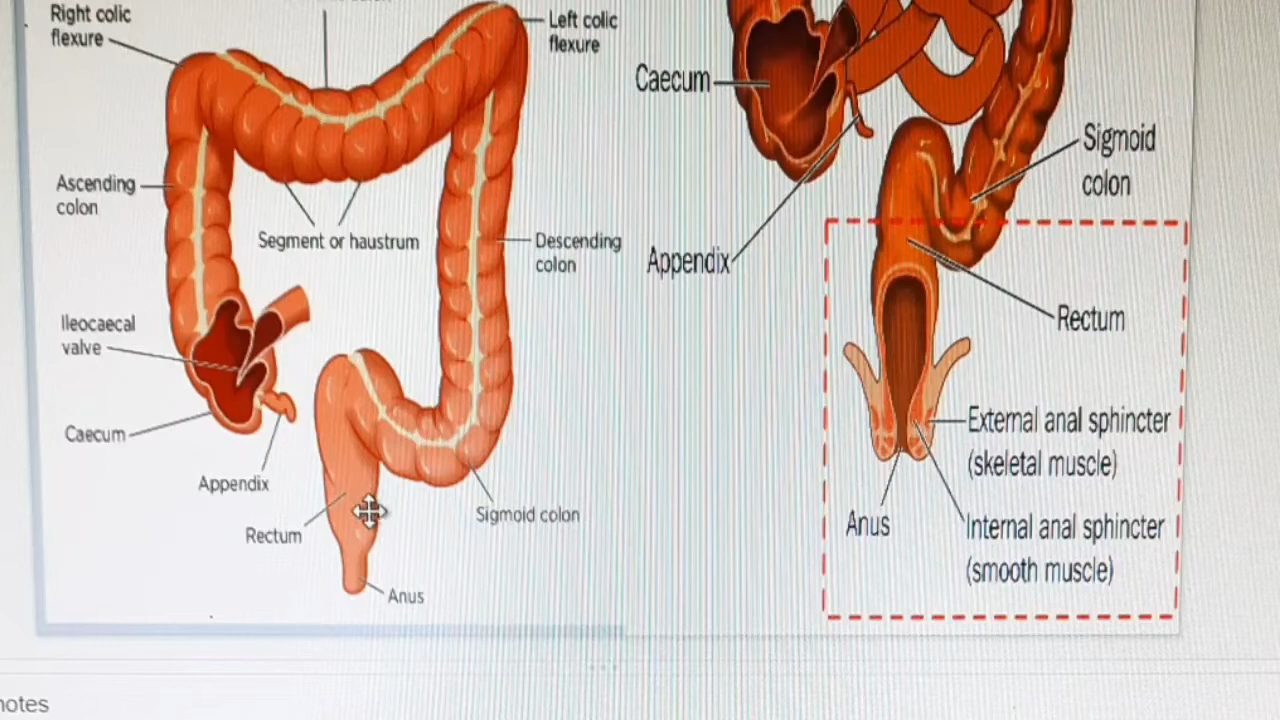 Right colic
flexure
Left colic
flexure
Ascending
colon
Segment or haustrum
Descending
colon
Ileocaecal
valve
Caecum
Appendix
Rectum
Sigmoid colon
Anus
Caecum
Sigmoid
colon
Appendix
Rectum
External anal sphincter
(skeletal muscle)
Anus
Internal anal sphincter
(smooth muscle)
notes